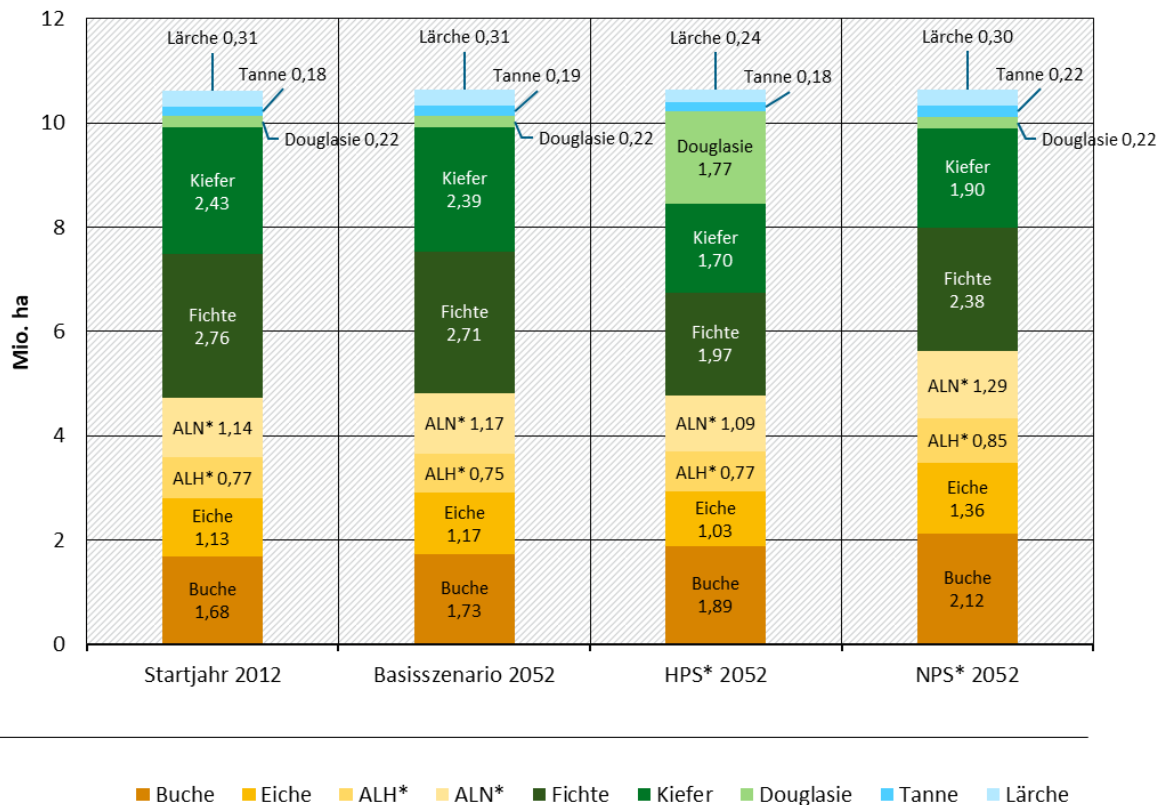 12
10
8
6
4
2
0
Mio. ha
Lärche 0,31
Tanne 0,18
Douglasie 0,22
Kiefer
2,43
Fichte
2,76
ALN* 1,14
ALH* 0,77
Eiche
1,13
Buche
1,68
Lärche 0,31
Tanne 0,19
Douglasie 0,22
Kiefer
2,39
Fichte
2,71
ALN* 1,17
ALH* 0,75
Eiche
1,17
Buche
1,73
Lärche 0,24
Tanne 0,18
Douglasie
1,77
Kiefer
1,70
Fichte
1,97
ALN* 1,09
ALH* 0,77
Eiche
1,03
Buche
1,89
Lärche 0,30
Tanne 0,22
Douglasie 0,22
Kiefer
1,90
Fichte
2,38
ALN* 1,29
ALH* 0,85
Eiche
1,36
Buche
2,12
Startjahr 2012
Basisszenario 2052
HPS* 2052
NPS* 2052
Buche Eiche ALH* ALN* Fichte Kiefer Douglasie Tanne Lärche